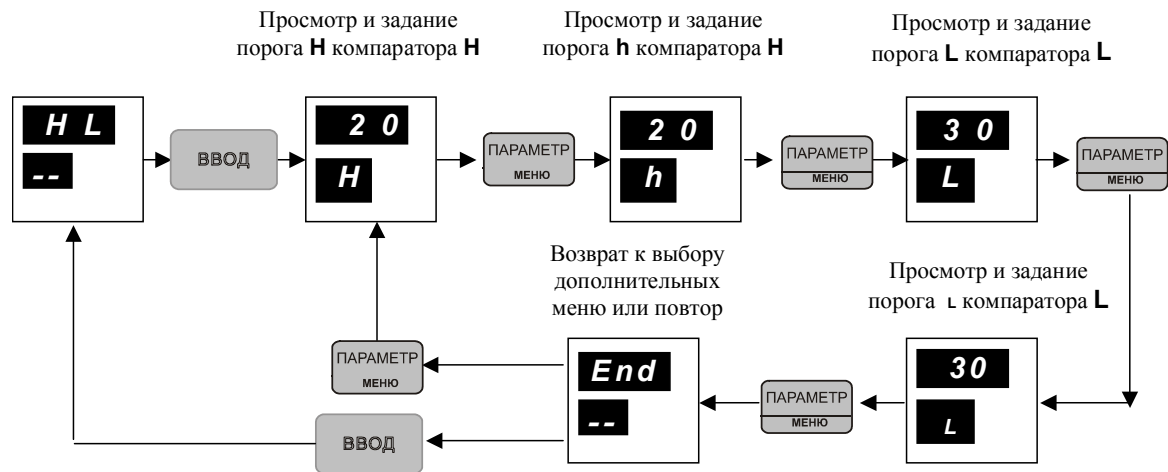 Просмотр и задание
порога H компаратора H
Просмотр и задание
порога h компаратора H
Просмотр и задание
порога L компаратора L
H L
--
ВВОД
2 0
H
ПАРАМЕТР
МЕНЮ
2 0
h
ПАРАМЕТР
МЕНЮ
3 0
L
ПАРАМЕТР
МЕНЮ
Возврат к выбору
дополнительных
меню или повтор
Просмотр и задание
порога ʟ компаратора L
ПАРАМЕТР
МЕНЮ
ВВОД
End
--
ПАРАМЕТР
МЕНЮ
30
ʟ